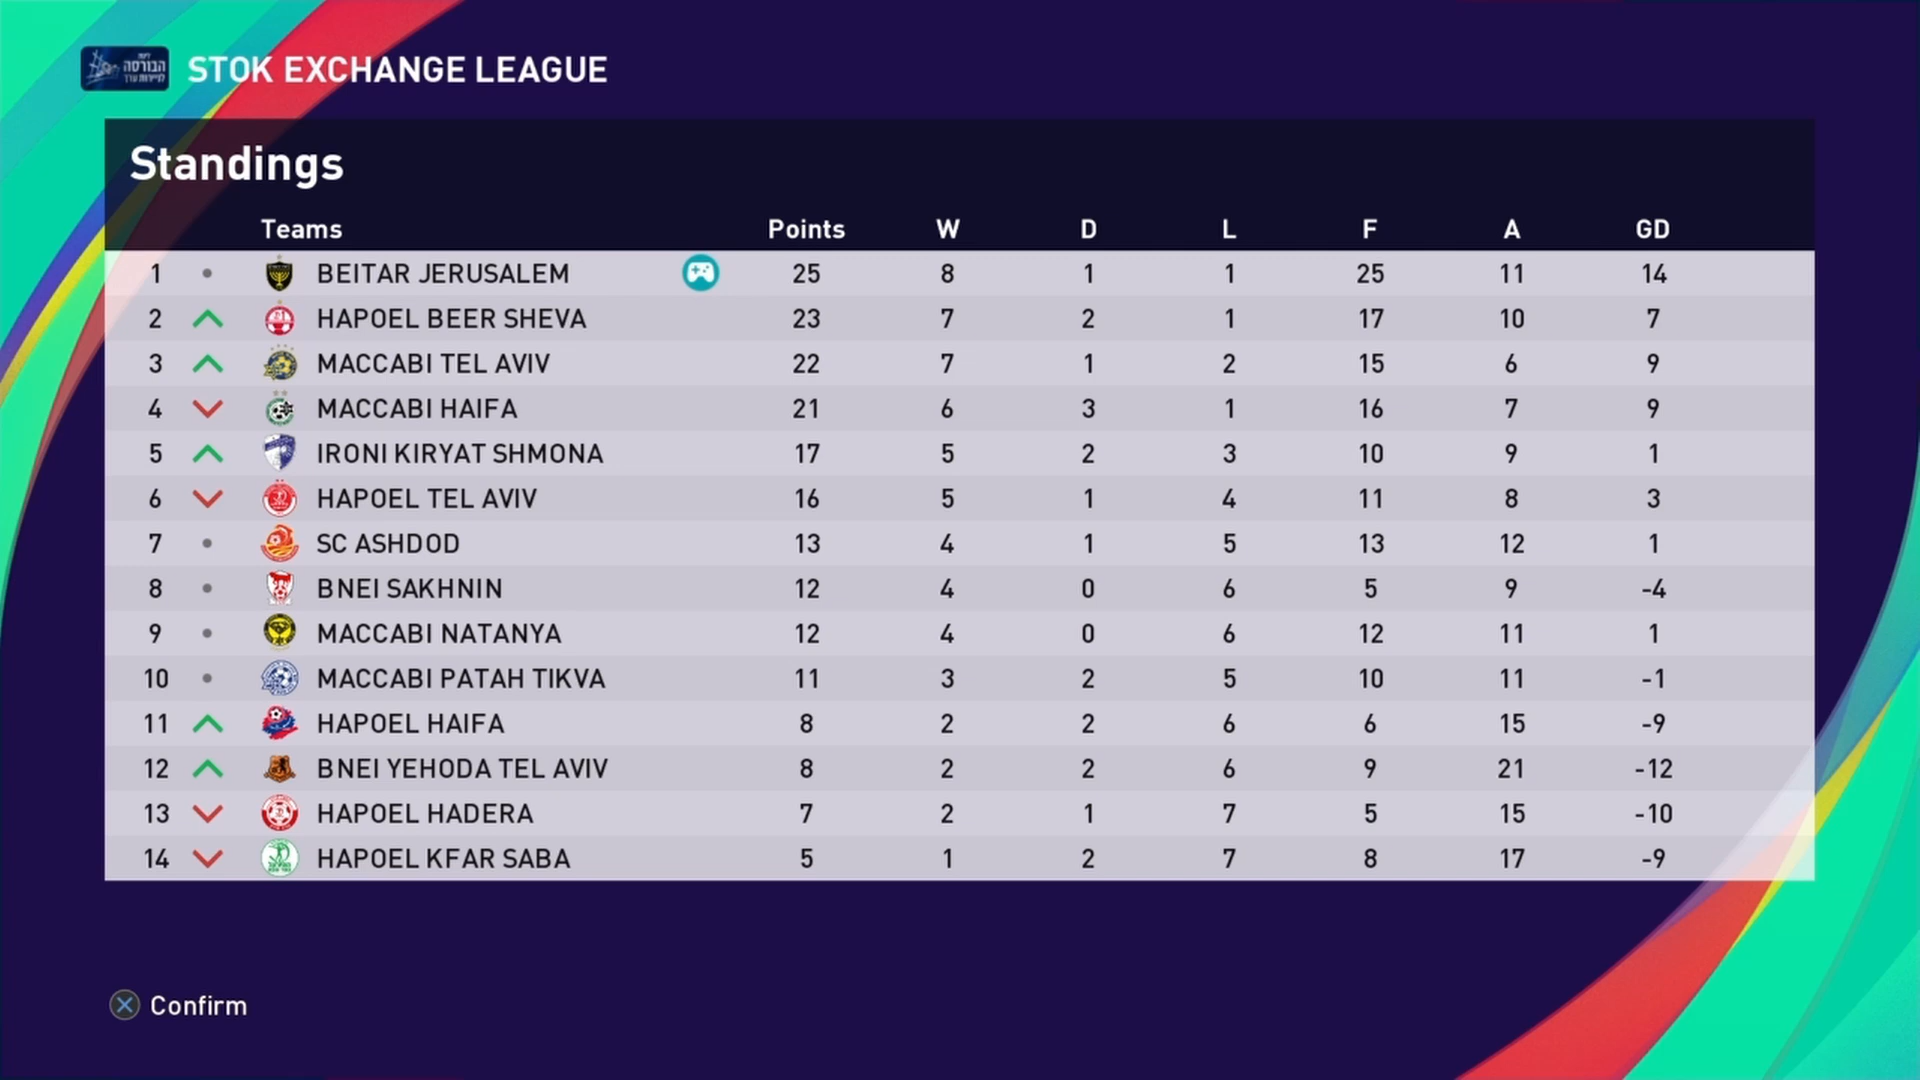 ליגת
הבורסה
לניירות ערך
STOK EXCHANGE LEAGUE
Standings
Teams Points W D L F A GD
1 BEITAR JERUSALEM 25 8 1 1 25 11 14
2 HAPOEL BEER SHEVA 23 7 2 1 17 10 7
3 MACCABI TEL AVIV 22 7 1 2 15 6 9
4 MACCABI HAIFA 21 6 3 1 16 7 9
5 IRONI KIRYAT SHMONA 17 5 2 3 10 9 1
6 HAPOEL TEL AVIV 16 5 1 4 11 8 3
7 SC ASHDOD 13 4 1 5 13 12 1
8 BNEI SAKHNIN 12 4 0 6 5 9 -4
9 MACCABI NATANYA 12 4 0 6 12 11 1
10 MACCABI PATAH TIKVA 11 3 2 5 10 11 -1
11 HAPOEL HAIFA 8 2 2 6 6 15 -9
12 BNEI YEHODA TEL AVIV 8 2 2 6 9 21 -12
13 HAPOEL HADERA 7 2 1 7 5 15 -10
14 HAPOEL KFAR SABA 5 1 2 7 8 17 -9
Confirm